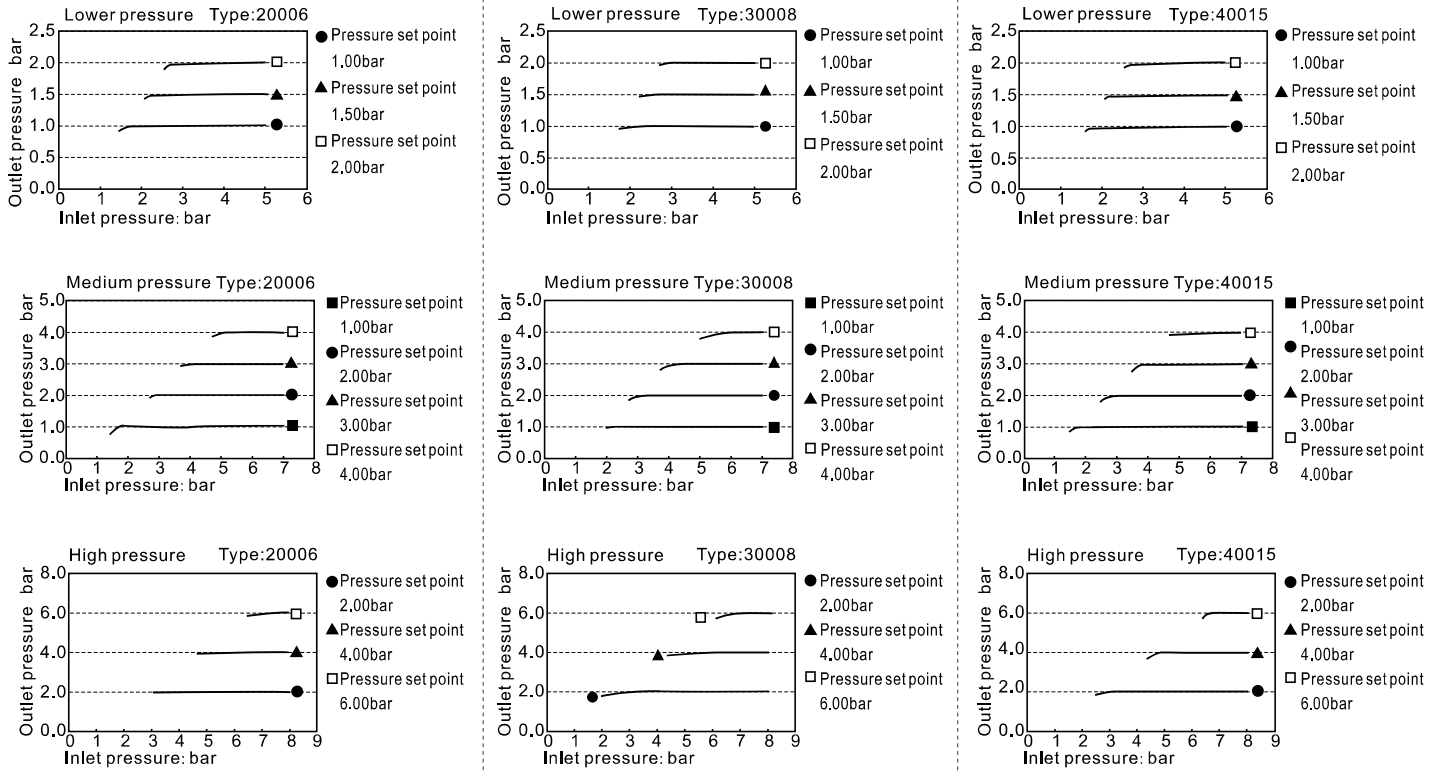 Lower pressure Type:20006
Outlet pressure bar
2.5
2.0
1.5
1.0
0.5
0.0
0 1 2 3 4 5 6
Inlet pressure: bar
Pressure set point
1.00bar
Pressure set point
1.50bar
Pressure set point
2.00bar
Lower pressure Type:30008
Outlet pressure bar
2.5
2.0
1.5
1.0
0.5
0.0
0 1 2 3 4 5 6
Inlet pressure: bar
Pressure set point
1.00bar
Pressure set point
1.50bar
Pressure set point
2.00bar
Lower pressure Type:40015
Outlet pressure bar
2.5
2.0
1.5
1.0
0.5
0.0
0 1 2 3 4 5 6
Inlet pressure: bar
Pressure set point
1.00bar
Pressure set point
1.50bar
Pressure set point
2.00bar
Medium pressure Type:20006
Outlet pressure bar
5.0
4.0
3.0
2.0
1.0
0.0
0 1 2 3 4 5 6 7 8
Inlet pressure: bar
Pressure set point
1.00bar
Pressure set point
2.00bar
Pressure set point
3.00bar
Pressure set point
4.00bar
Medium pressure Type:30008
Outlet pressure bar
5.0
4.0
3.0
2.0
1.0
0.0
0 1 2 3 4 5 6 7 8
Inlet pressure: bar
Pressure set point
1.00bar
Pressure set point
2.00bar
Pressure set point
3.00bar
Pressure set point
4.00bar
Medium pressure Type:40015
Outlet pressure bar
5.0
4.0
3.0
2.0
1.0
0.0
0 1 2 3 4 5 6 7 8
Inlet pressure: bar
Pressure set point
1.00bar
Pressure set point
2.00bar
Pressure set point
3.00bar
Pressure set point
4.00bar
High pressure Type:20006
Outlet pressure bar
8.0
6.0
4.0
2.0
0.0
0 1 2 3 4 5 6 7 8 9
Inlet pressure: bar
Pressure set point
2.00bar
Pressure set point
4.00bar
Pressure set point
6.00bar
High pressure Type:30008
Outlet pressure bar
8.0
6.0
4.0
2.0
0.0
0 1 2 3 4 5 6 7 8 9
Inlet pressure: bar
Pressure set point
2.00bar
Pressure set point
4.00bar
Pressure set point
6.00bar
High pressure Type:40015
Outlet pressure bar
8.0
6.0
4.0
2.0
0.0
0 1 2 3 4 5 6 7 8 9
Inlet pressure: bar
Pressure set point
2.00bar
Pressure set point
4.00bar
Pressure set point
6.00bar